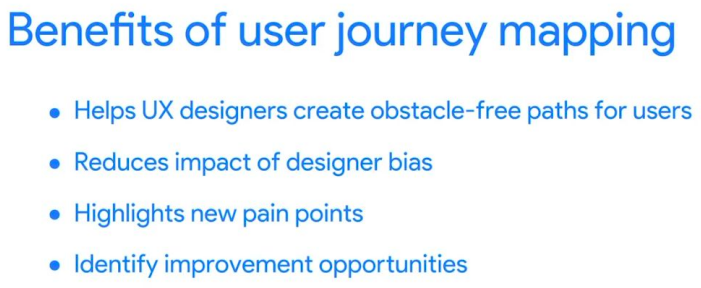 Benefits of user journey mapping
• Helps UX designers create obstacle-free paths for users
• Reduces impact of designer bias
• Highlights new pain points
• Identify improvement opportunities